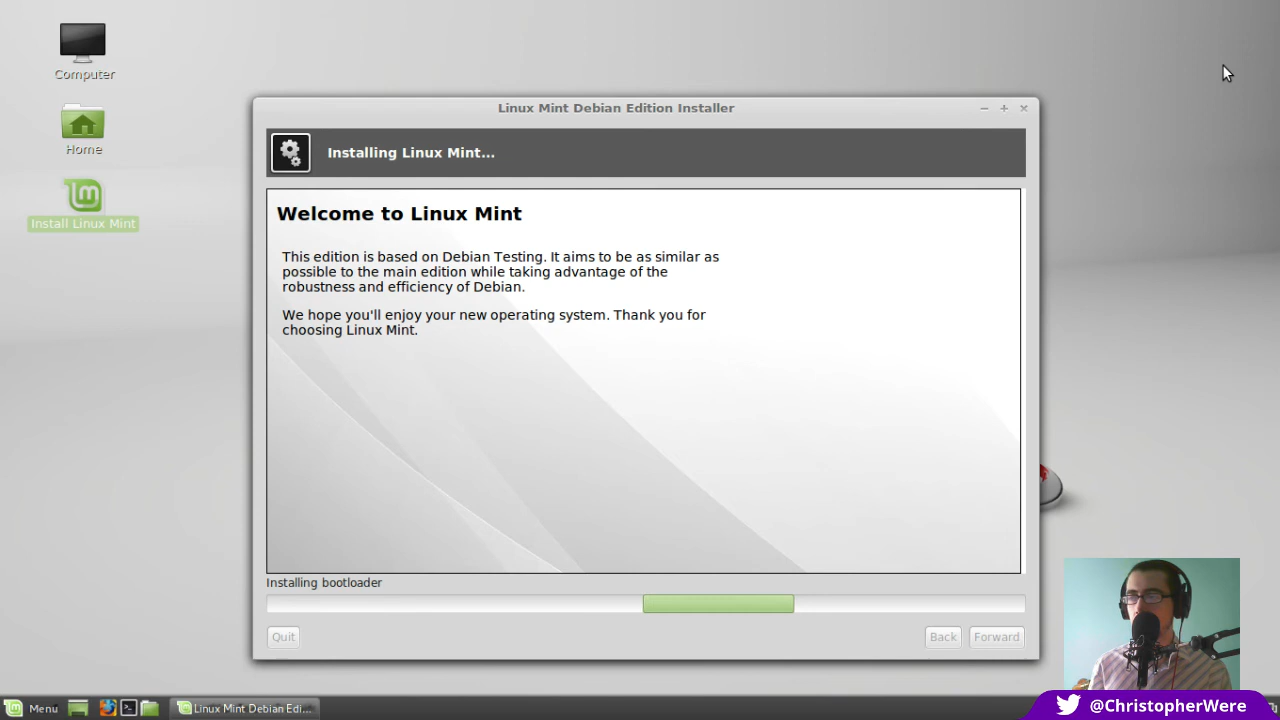 Computer
Home
Install Linux Mint
Linux Mint Debian Edition Installer
Installing Linux Mint...
Welcome to Linux Mint
This edition is based on Debian Testing. It aims to be as similar as
possible to the main edition while taking advantage of the
robustness and efficiency of Debian.
We hope you'll enjoy your new operating system. Thank you for
choosing Linux Mint.
Installing bootloader
Quit
Back
Forward
Menu
Linux Mint Debian Edi...
@ChristopherWere